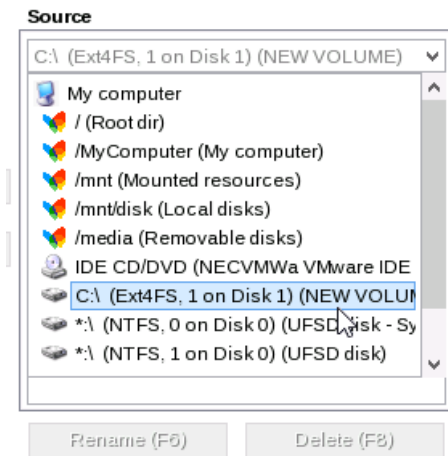 Source
C:\ (Ext4FS, 1 on Disk 1) (NEW VOLUME)
My computer
/ (Root dir)
/MyComputer (My computer)
/mnt (Mounted resources)
/mnt/disk (Local disks)
/media (Removable disks)
IDE CD/DVD (NECVMWa VMware IDE
C:\ (Ext4FS, 1 on Disk 1) (NEW VOLUM
*:\ (NTFS, 0 on Disk 0) (UFSD disk - Sy
*:\ (NTFS, 1 on Disk 0) (UFSD disk)
Rename (F6) Delete (F8)